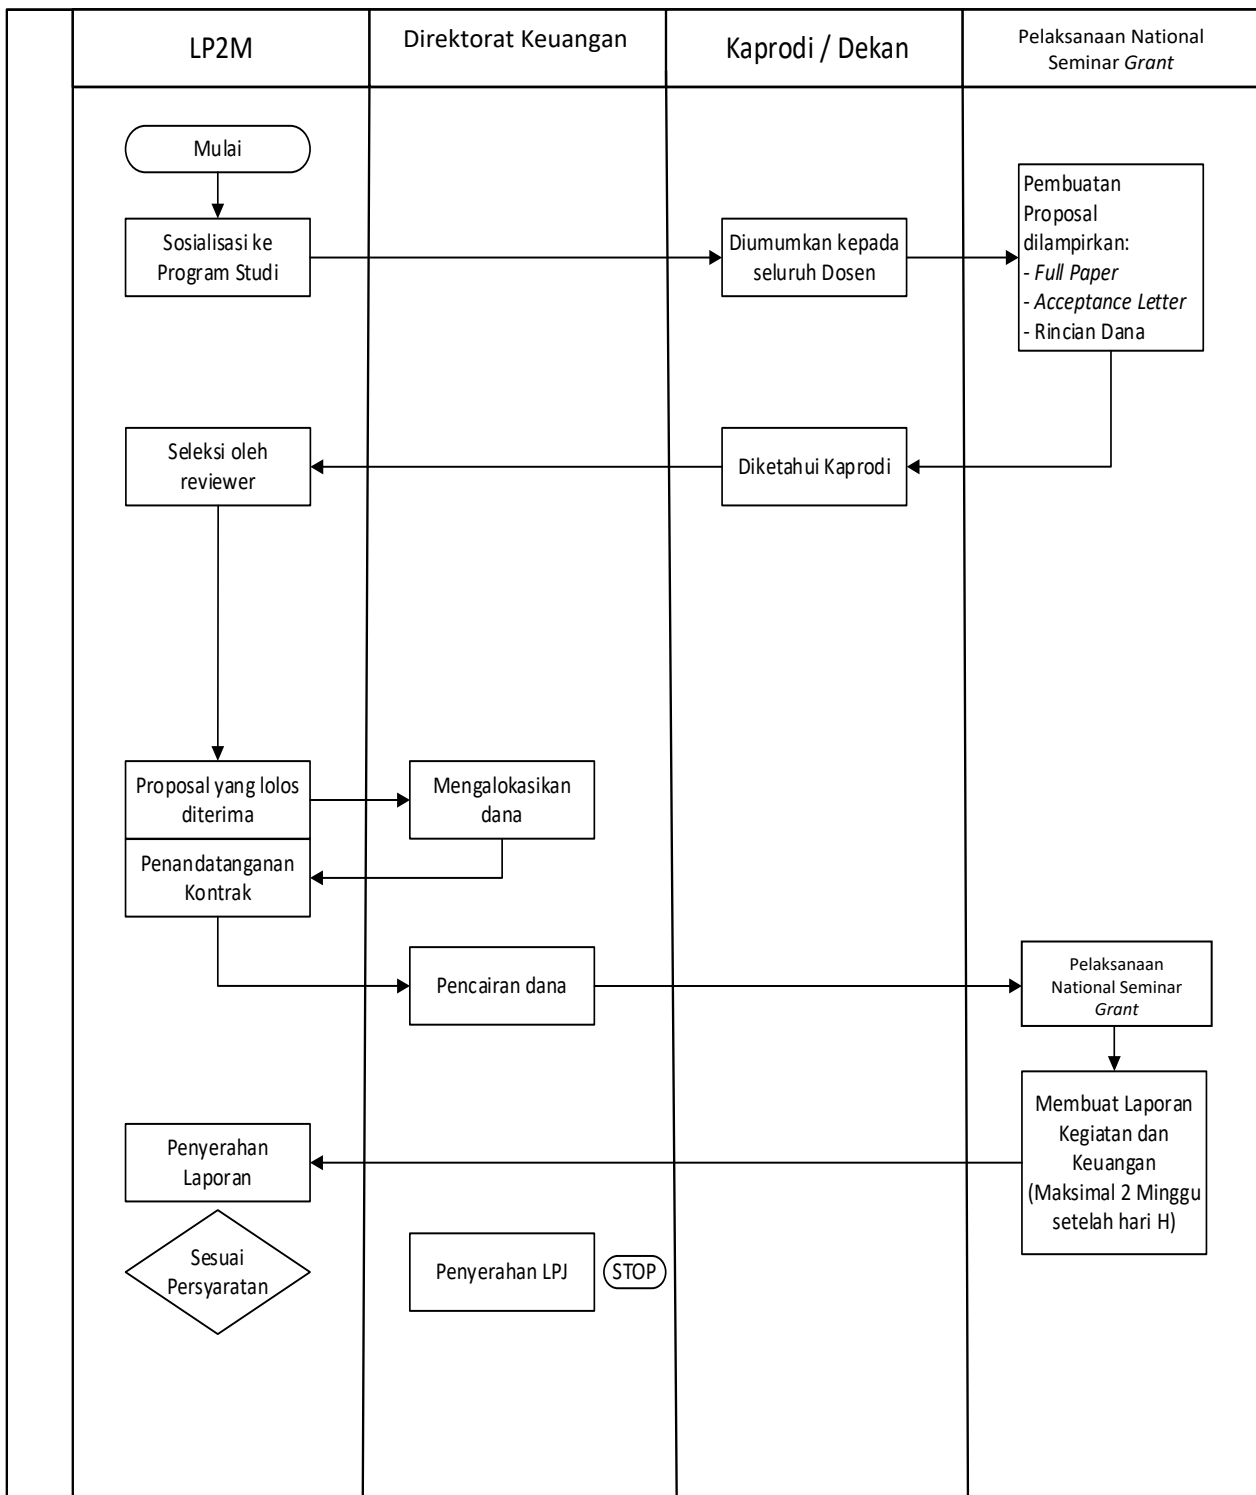 LP2M
Direktorat Keuangan
Kaprodi / Dekan
Pelaksanaan National
Seminar Grant
Mulai
Sosialisasi ke
Program Studi
Diumumkan kepada
seluruh Dosen
Pembuatan
Proposal
dilampirkan:
- Full Paper
- Acceptance Letter
- Rincian Dana
Seleksi oleh
reviewer
Diketahui Kaprodi
Proposal yang lolos
diterima
Mengalokasikan
dana
Penandatanganan
Kontrak
Pencairan dana
Pelaksanaan
National Seminar
Grant
Membuat Laporan
Kegiatan dan
Keuangan
(Maksimal 2 Minggu
setelah hari H)
Penyerahan
Laporan
Sesuai
Persyaratan
Penyerahan LPJ
STOP